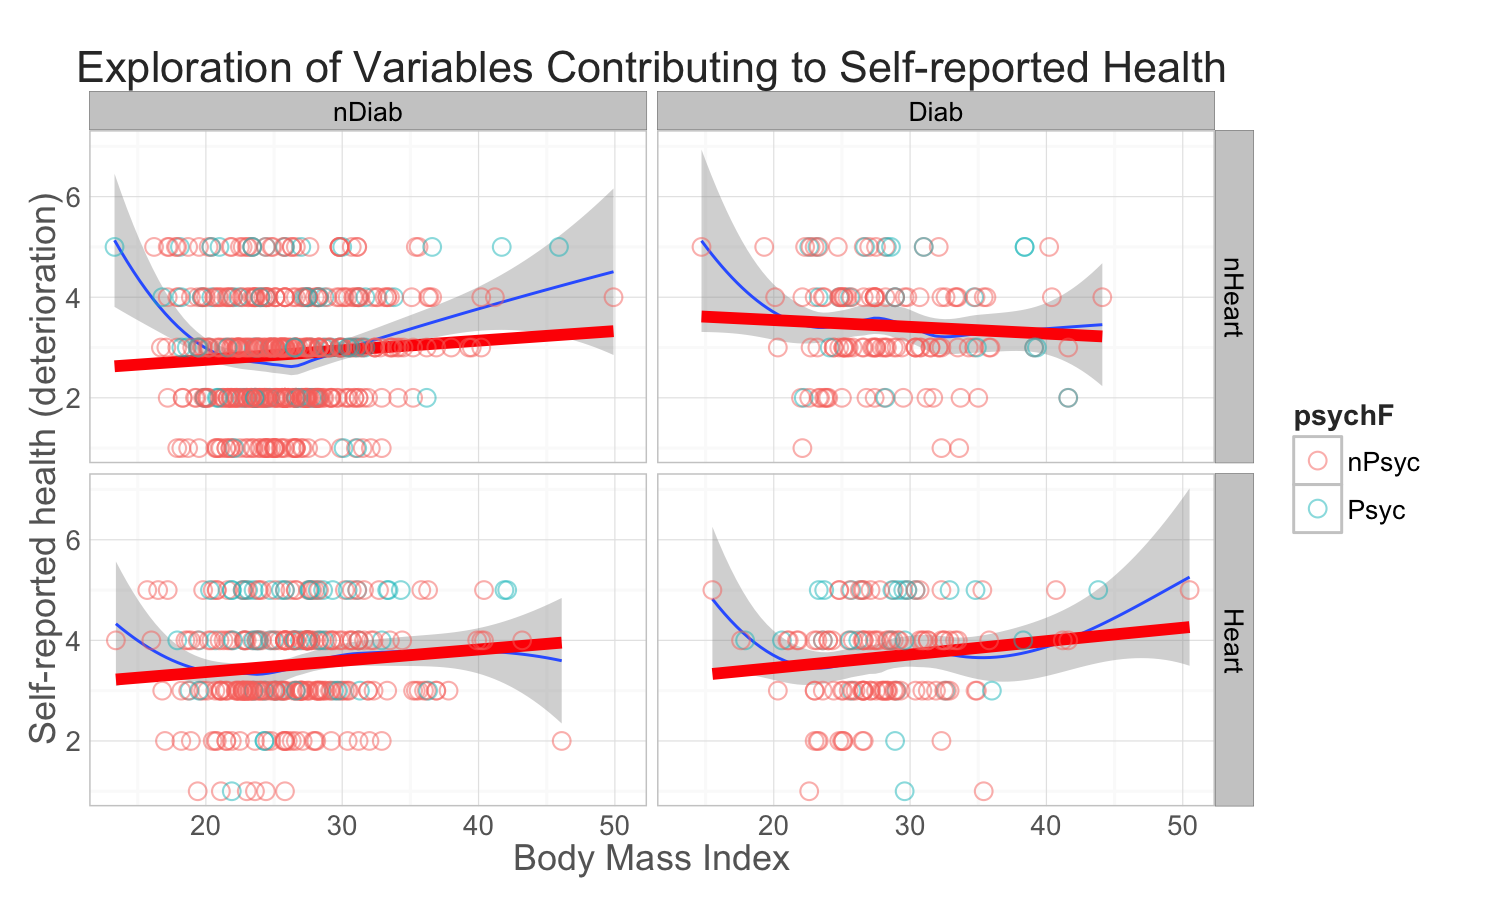 Exploration of Variables Contributing to Self-reported Health
nDiab
Diab
Self-reported health (deterioration)
6
4
2
nHeart
6
4
2
Heart
20
30
40
50
20
30
40
50
Body Mass Index
psychF
nPsyc
Psyc